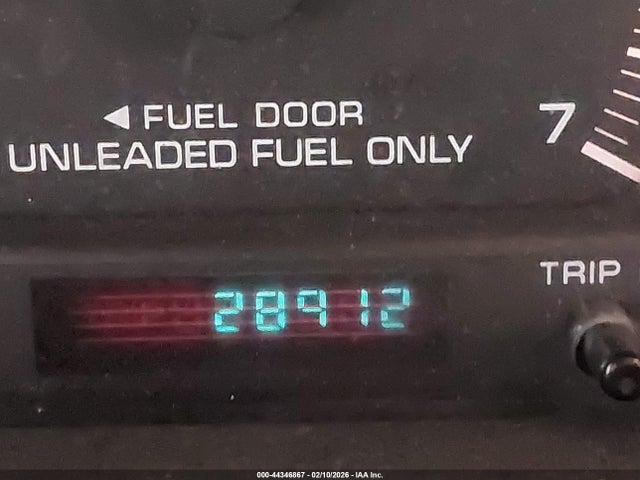 ◄ FUEL DOOR
UNLEADED FUEL ONLY
7
TRIP
28912
000-44346867 - 02/10/2026 - IAA Inc.